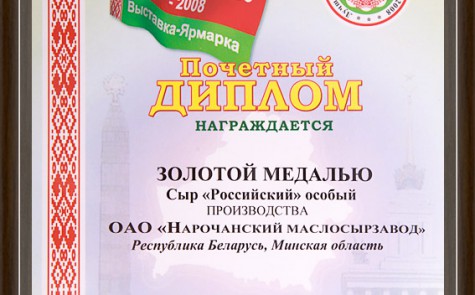 - 2008
Выставка-Ярмарка
Почетный
ДИПЛОМ
НАГРАЖДАЕТСЯ
ЗОЛОТОЙ МЕДАЛЬЮ
Сыр «Российский» особый
ПРОИЗВОДСТВА
ОАО «НАРОЧАНСКИЙ МАСЛОСЫРЗАВОД»
Республика Беларусь, Минская область